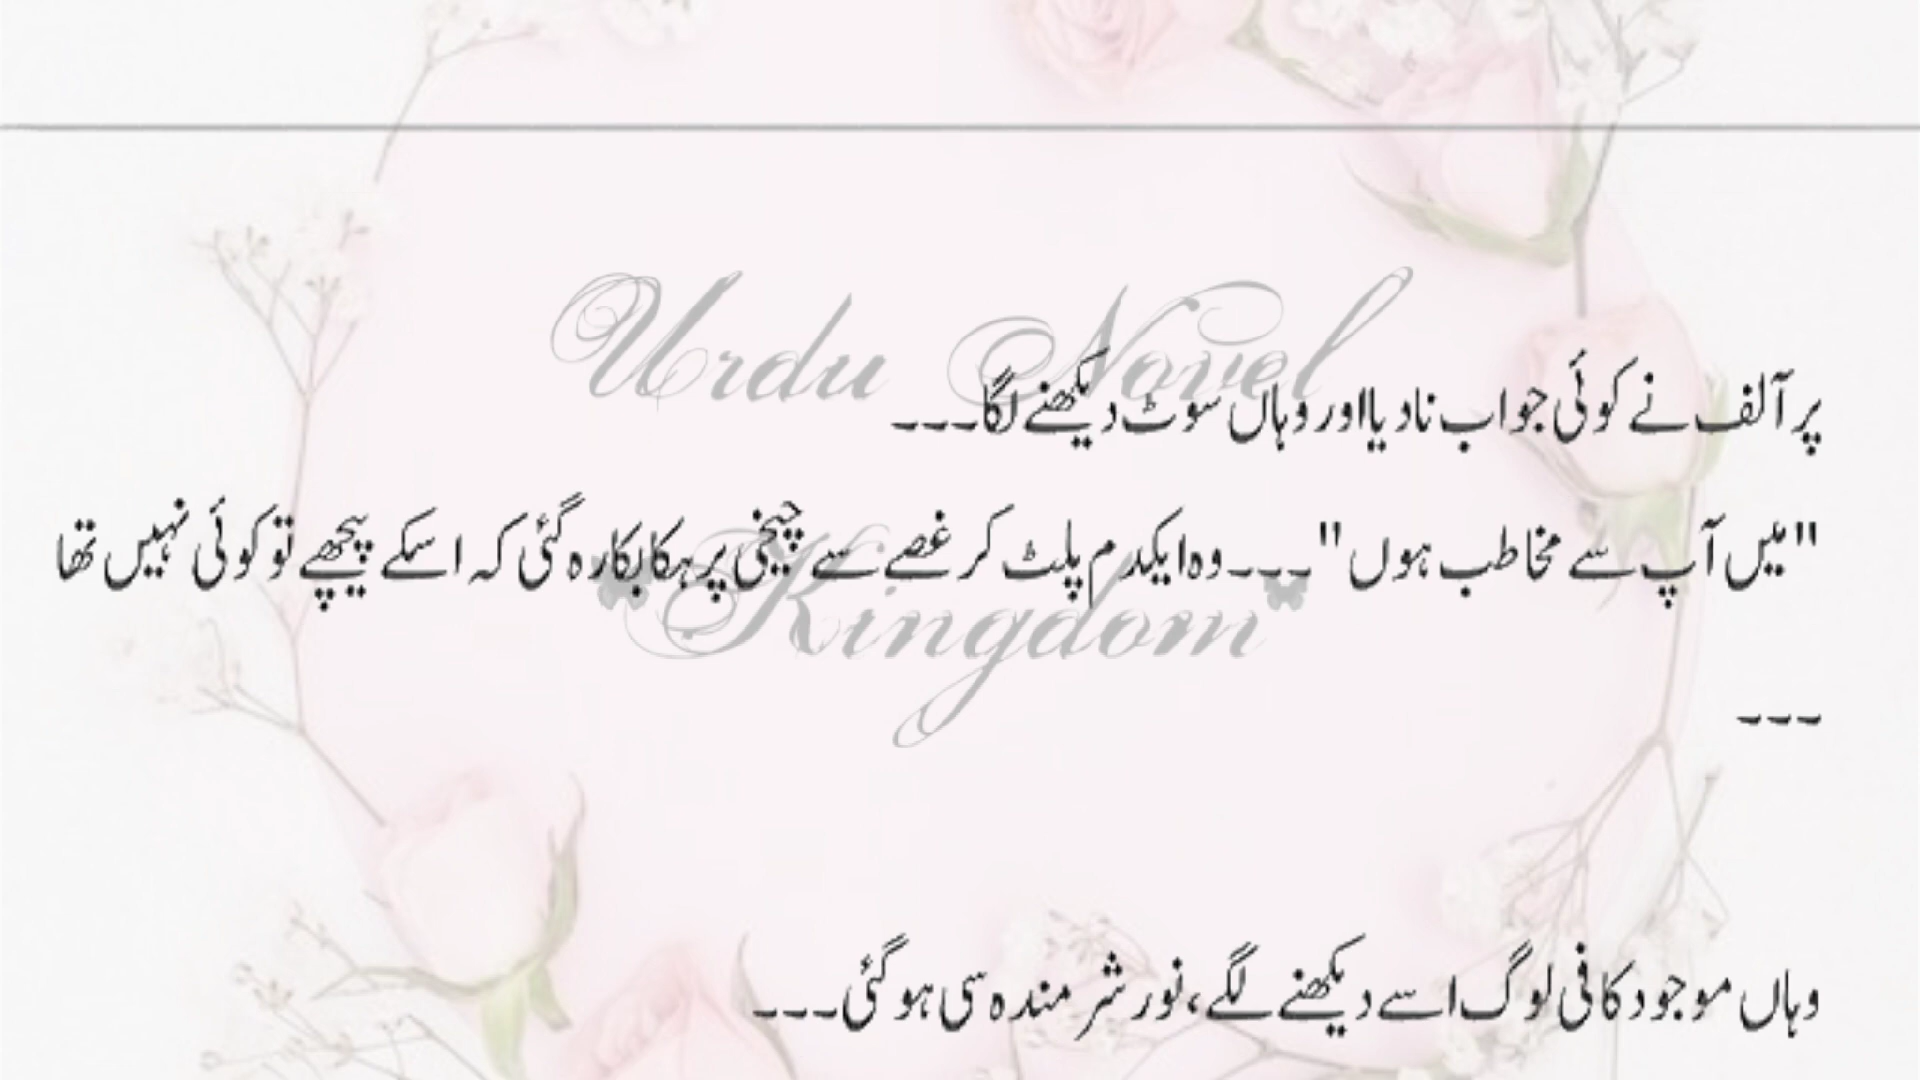 Urdu Novel
پر آلف نے کوئی جواب نا دیا اور وہاں سوٹ دیکھنے لگا۔۔۔
"میں آپ سے مخاطب ہوں"۔۔۔وہ ایکدم پلٹ کر غصے سے چیخی پر ہکا بکا رہ گئی کہ اسکے پیچھے تو کوئی نہیں تھا
Kingdom
۔۔۔
وہاں موجود کافی لوگ اسے دیکھنے لگے، نور شرمندہ سی ہو گئی۔۔۔